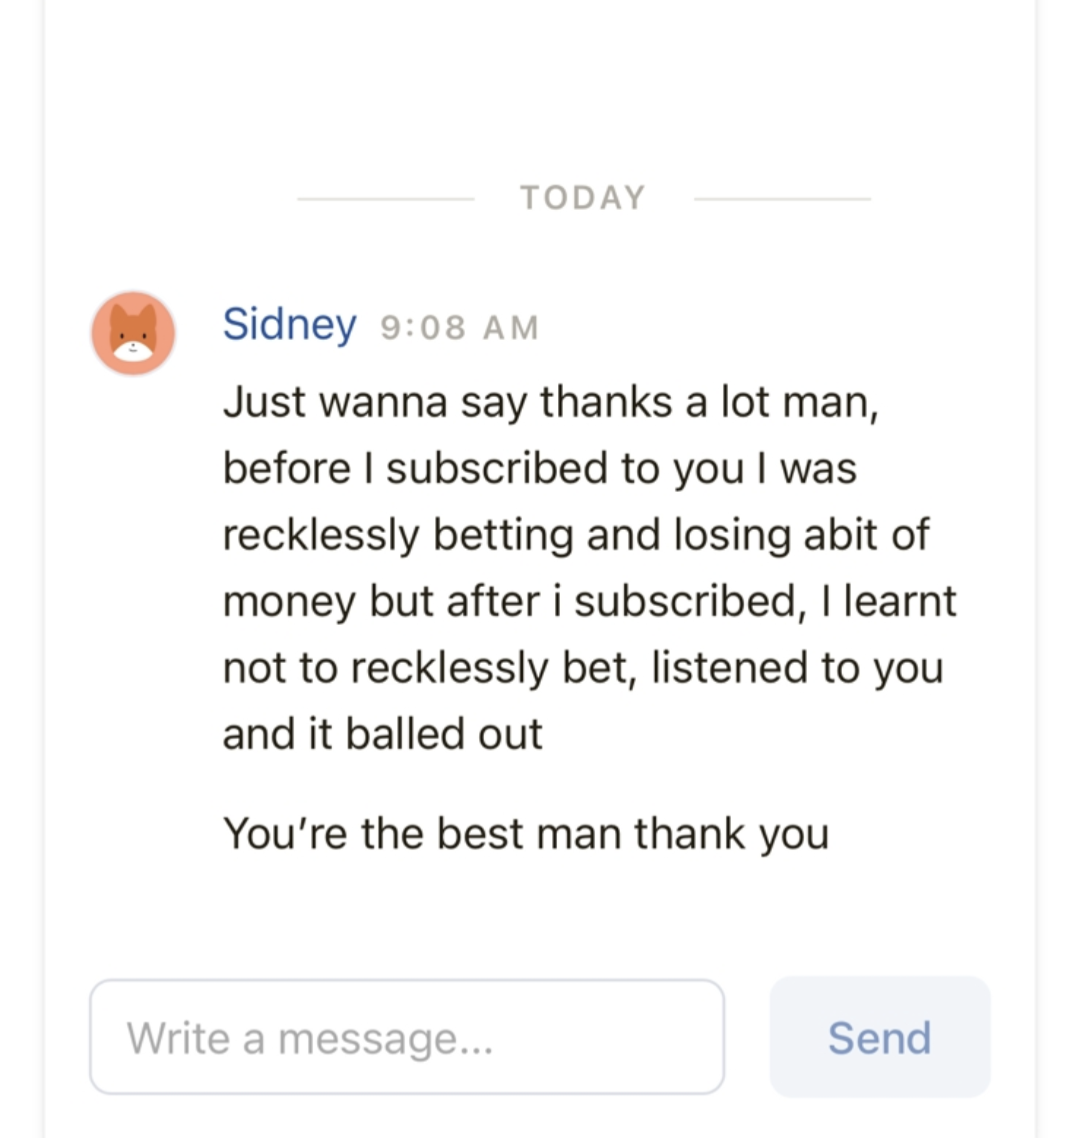 TODAY
Sidney 9:08 AM
Just wanna say thanks a lot man,
before I subscribed to you I was
recklessly betting and losing abit of
money but after i subscribed, I learnt
not to recklessly bet, listened to you
and it balled out
You’re the best man thank you
Write a message...
Send